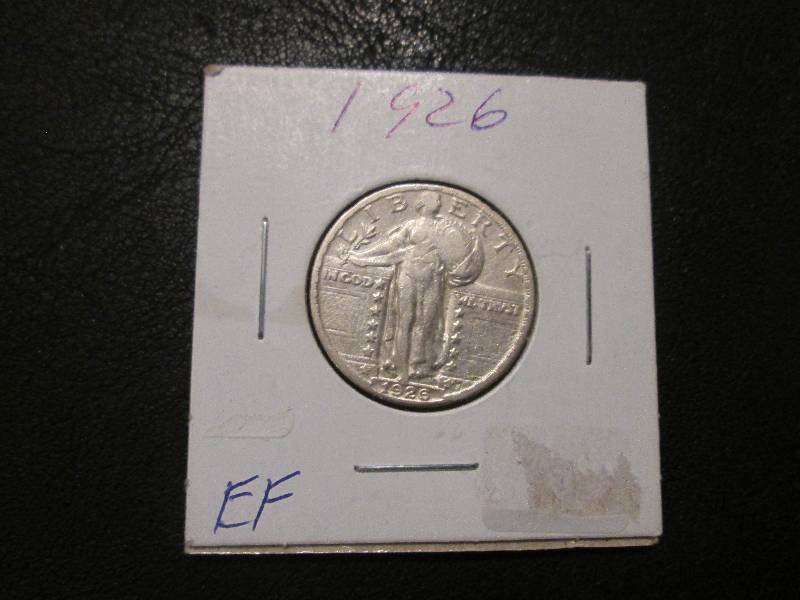 1926
LIBERTY
IN GOD WE TRUST
1926
EF